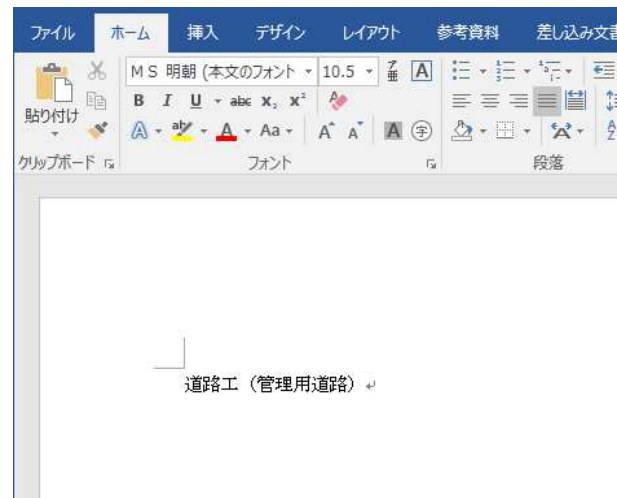 ファイル ホーム 挿入 デザイン レイアウト 参考資料 差し込み文書
貼り付け
MS 明朝 (本文のフォント 10.5
B I U abc x₂ x²
A aby A Aa A A A 字
クリップボード フォント 段落
道路工（管理用道路）